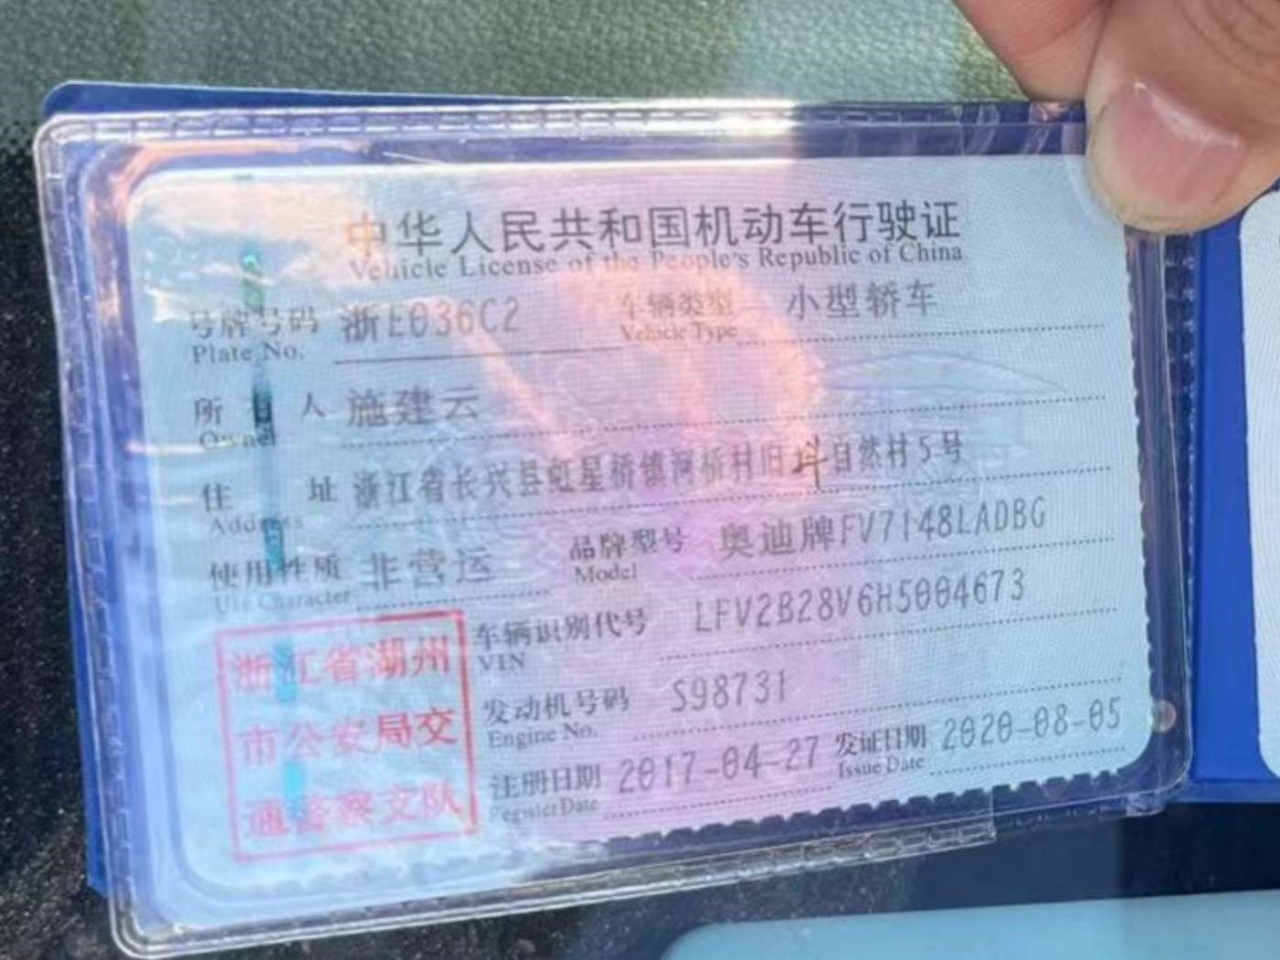 中华人民共和国机动车行驶证
Vehicle License of the People's Republic of China
号牌号码 浙E036C2 车辆类型 小型轿车
Plate No. Vehicle Type
所有人 施建云
Owner
住址 浙江省长兴县虹星桥镇河桥村旧斗自然村5号
Address
使用性质 非营运 品牌型号 奥迪牌FV7148LADBG
Use Character Model
车辆识别代号 LFV2B28V6H5004673
VIN
发动机号码 S98731
Engine No.
注册日期 2017-04-27 发证日期 2020-08-05
Register Date Issue Date
浙江省湖州
市公安局交
通警察支队